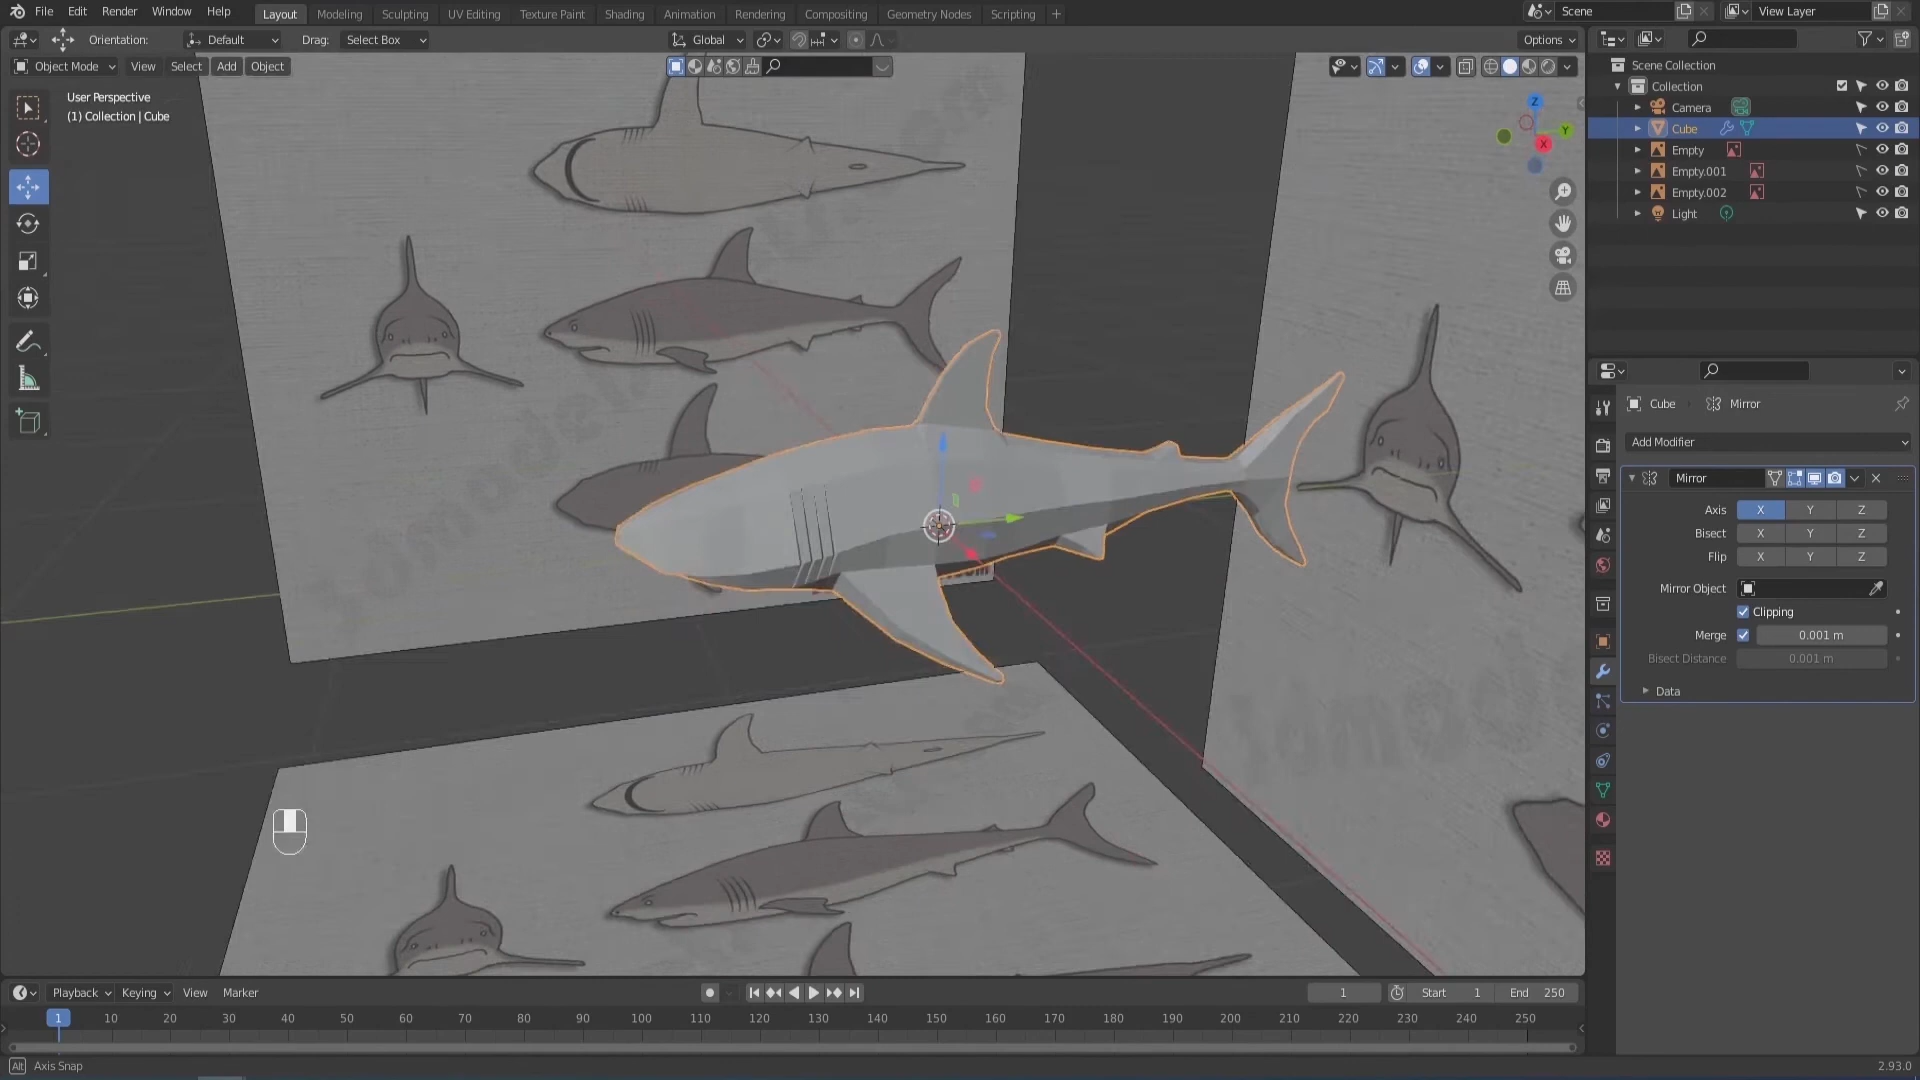 File Edit Render Window Help Layout Modeling Sculpting UV Editing Texture Paint Shading Animation Rendering Compositing Geometry Nodes Scripting + Scene View Layer
Orientation: Default Drag: Select Box Global Options
Object Mode View Select Add Object
User Perspective
(1) Collection | Cube
Z
Y
X
Scene Collection
Collection
Camera
Cube
Empty
Empty.001
Empty.002
Light
Cube Mirror
Add Modifier
Mirror
Axis X Y Z
Bisect X Y Z
Flip X Y Z
Mirror Object
Clipping
Merge 0.001 m
Bisect Distance 0.001 m
Data
Playback Keying View Marker 1 Start 1 End 250
1 10 20 30 40 50 60 70 80 90 100 110 120 130 140 150 160 170 180 190 200 210 220 230 240 250
Alt Axis Snap 2.93.0